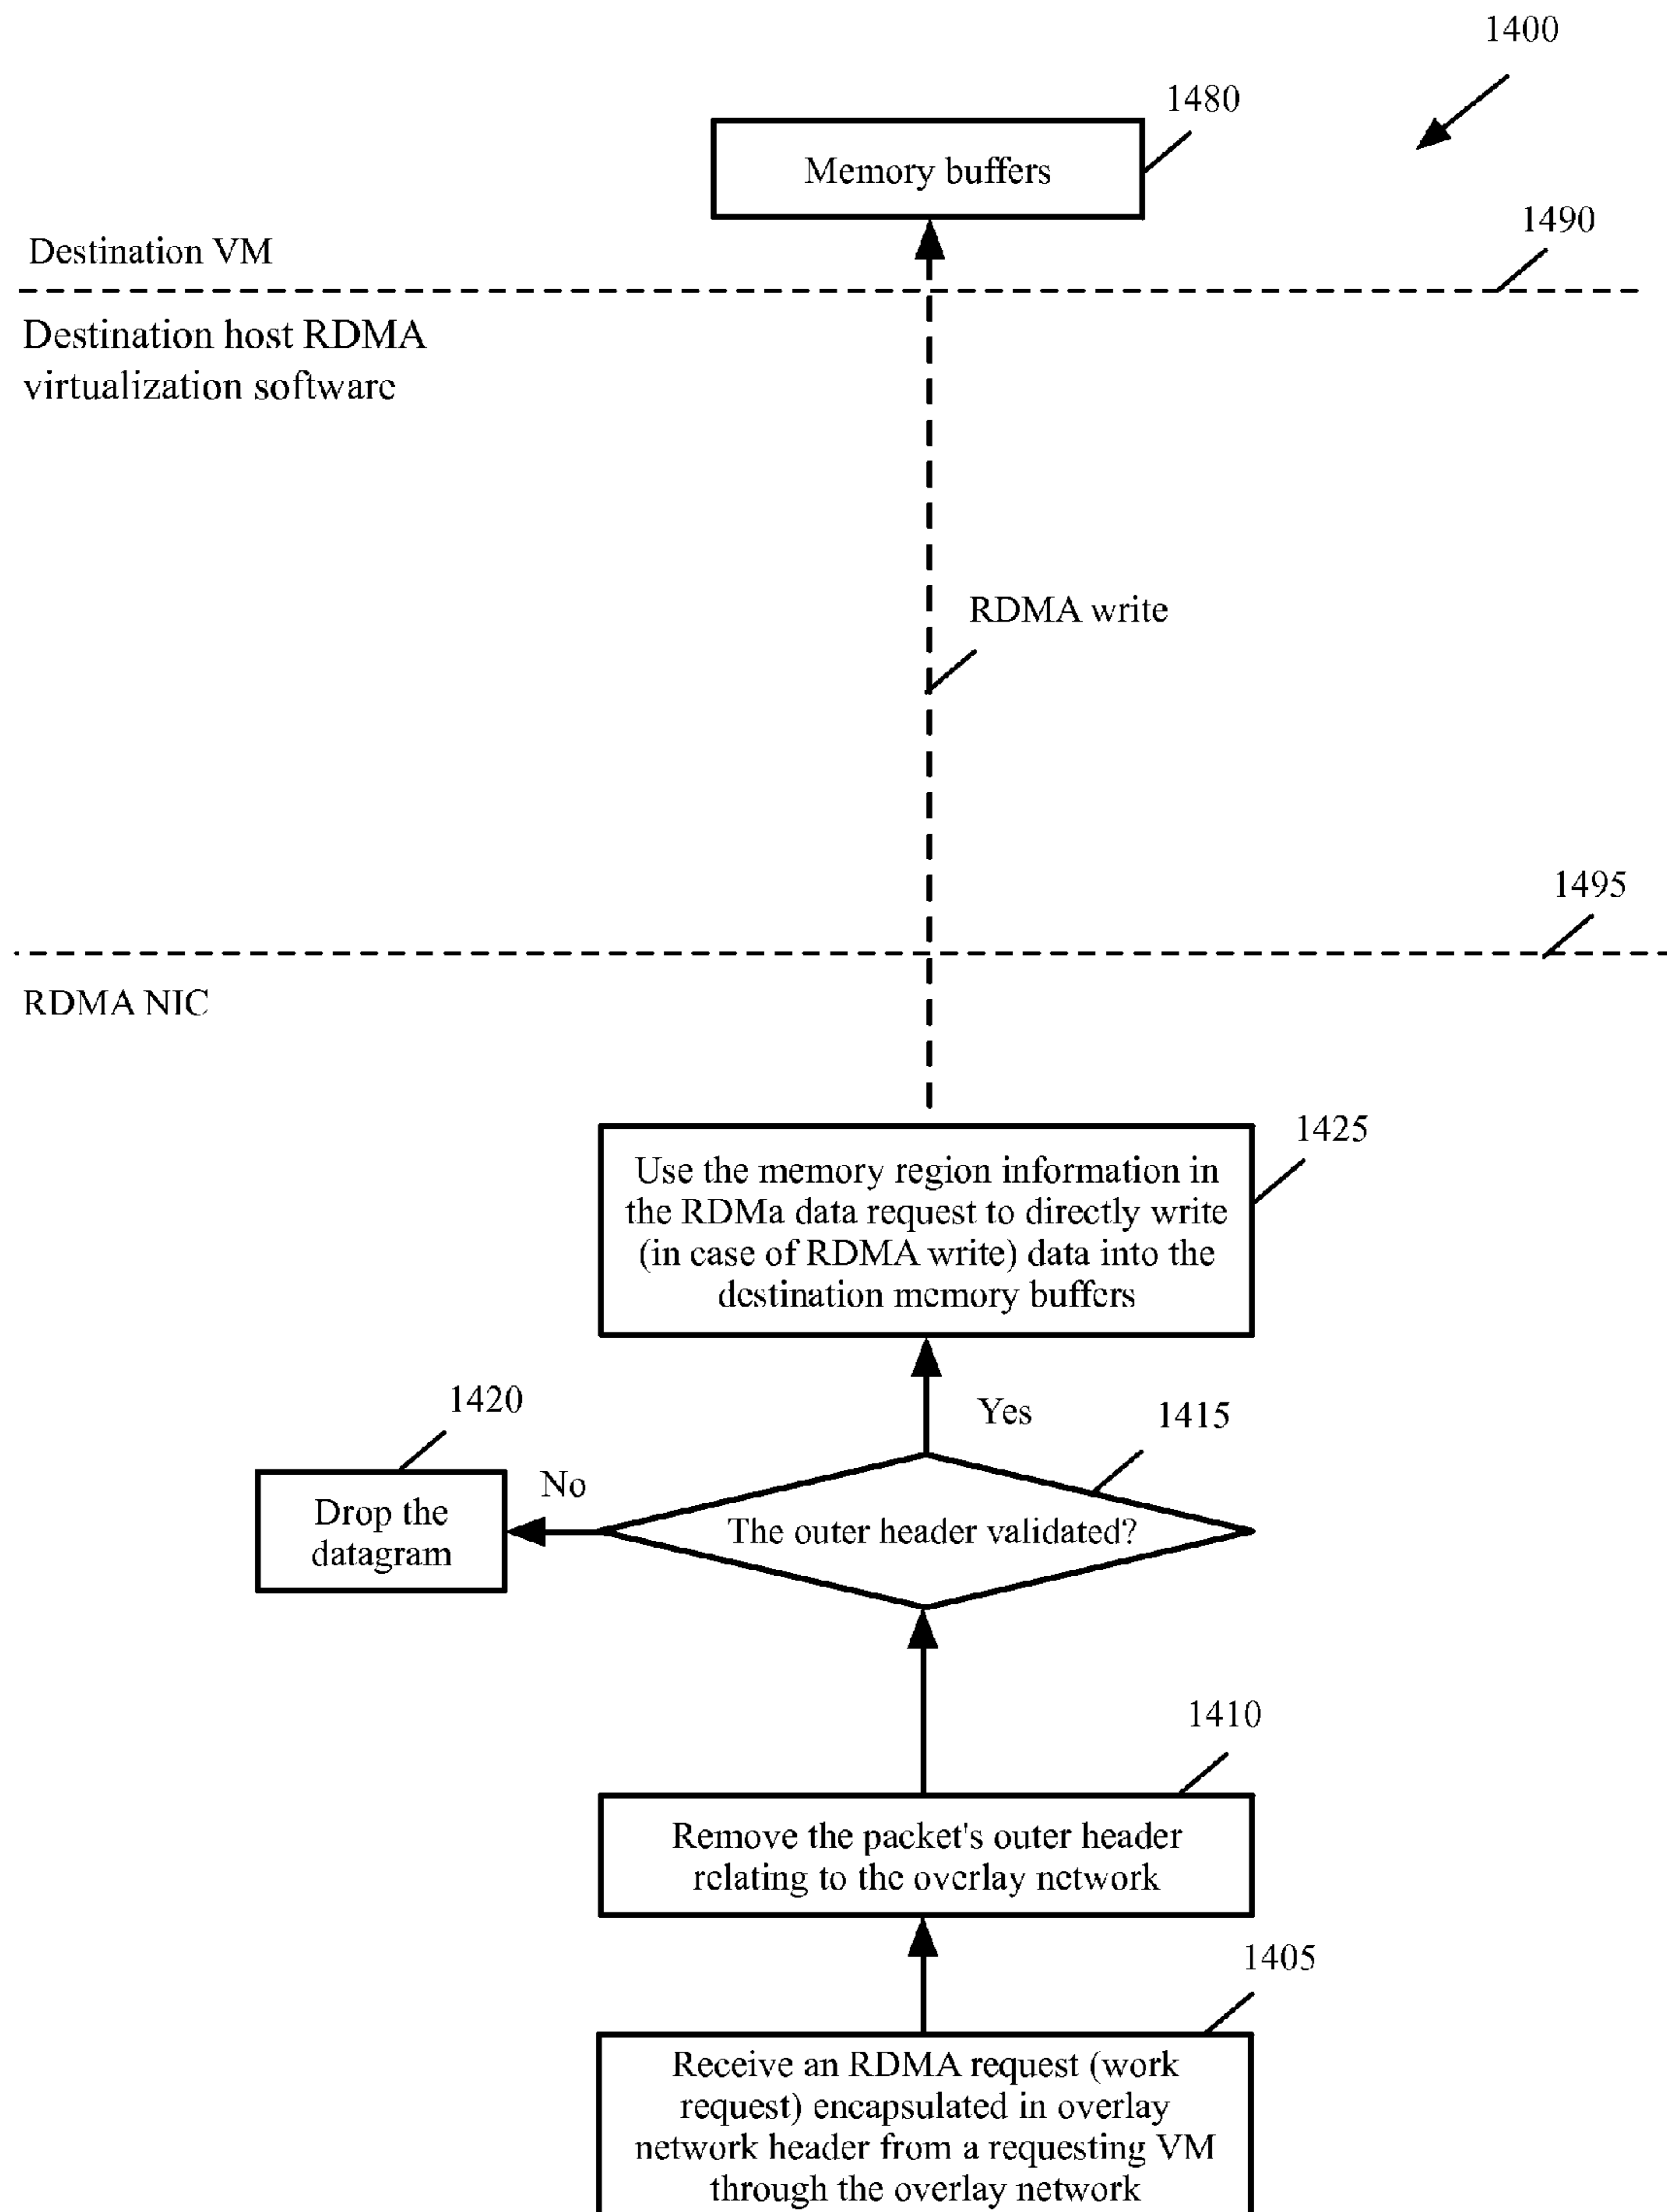 1400
1480
Memory buffers
1490
Destination VM
Destination host RDMA
virtualization software
RDMA write
1495
RDMA NIC
1425
Use the memory region information in
the RDMa data request to directly write
(in case of RDMA write) data into the
destination memory buffers
1420
Yes
1415
No
Drop the
datagram
The outer header validated?
1410
Remove the packet's outer header
relating to the overlay network
1405
Receive an RDMA request (work
request) encapsulated in overlay
network header from a requesting VM
through the overlay network